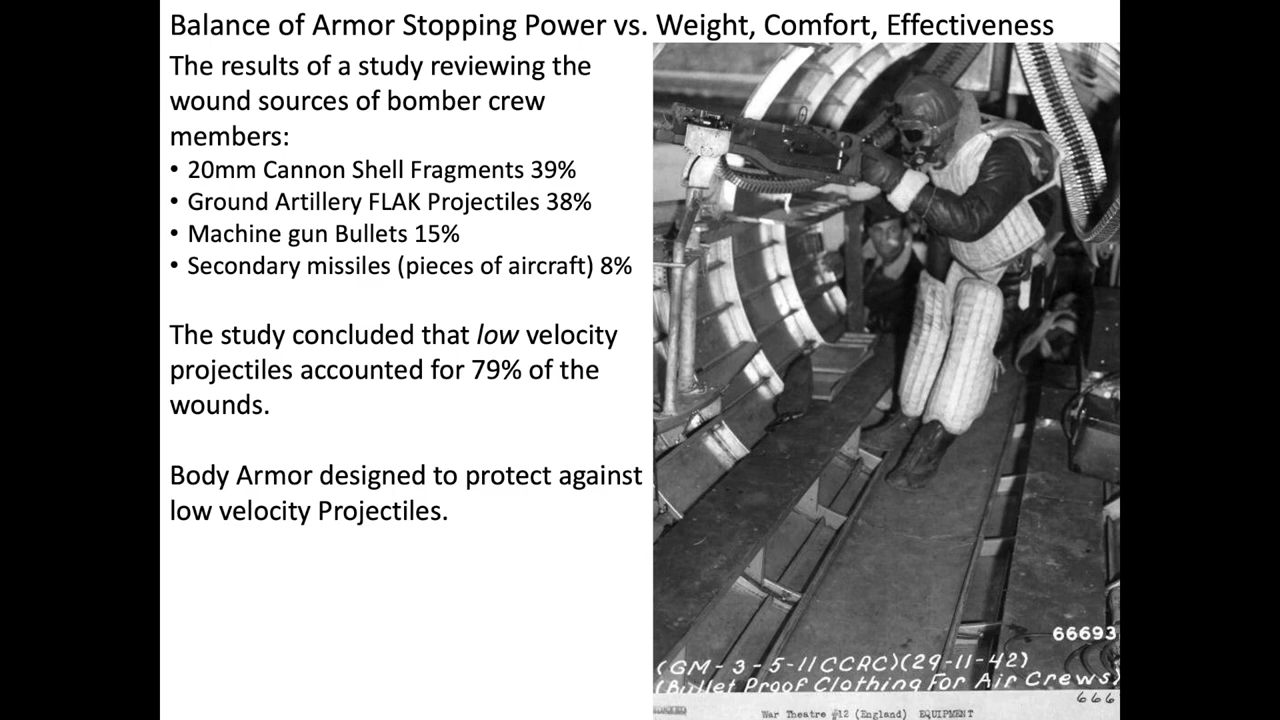 Balance of Armor Stopping Power vs. Weight, Comfort, Effectiveness
The results of a study reviewing the
wound sources of bomber crew
members:
• 20mm Cannon Shell Fragments 39%
• Ground Artillery FLAK Projectiles 38%
• Machine gun Bullets 15%
• Secondary missiles (pieces of aircraft) 8%
The study concluded that low velocity
projectiles accounted for 79% of the
wounds.
Body Armor designed to protect against
low velocity Projectiles.
66693
(GM-3-5-11CCRC)(29-11-42)
(Bullet Proof Clothing For Air Crews)
666
War Theatre #12 (England) EQUIPMENT